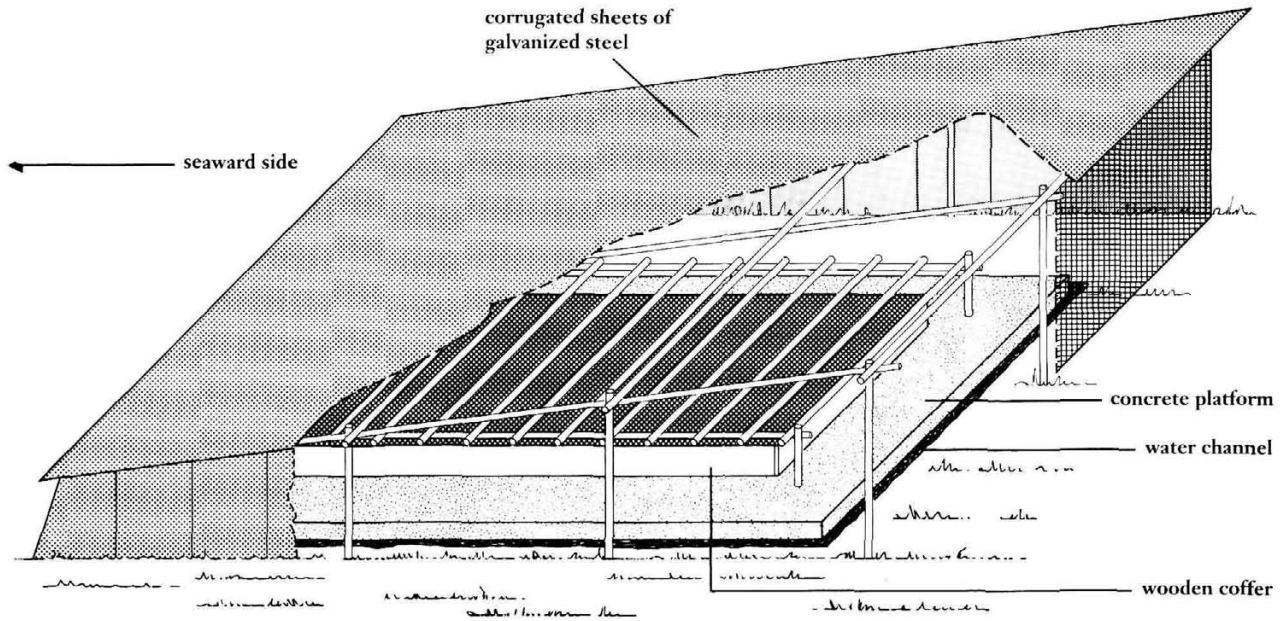 corrugated sheets of
galvanized steel
seaward side
concrete platform
water channel
wooden coffer